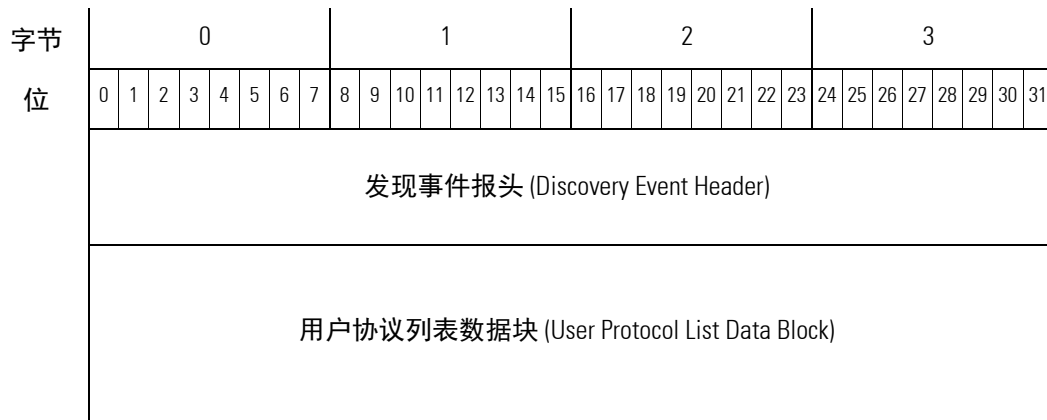 字节 0 1 2 3
位 0 1 2 3 4 5 6 7 8 9 10 11 12 13 14 15 16 17 18 19 20 21 22 23 24 25 26 27 28 29 30 31
发现事件报头 (Discovery Event Header)
用户协议列表数据块 (User Protocol List Data Block)